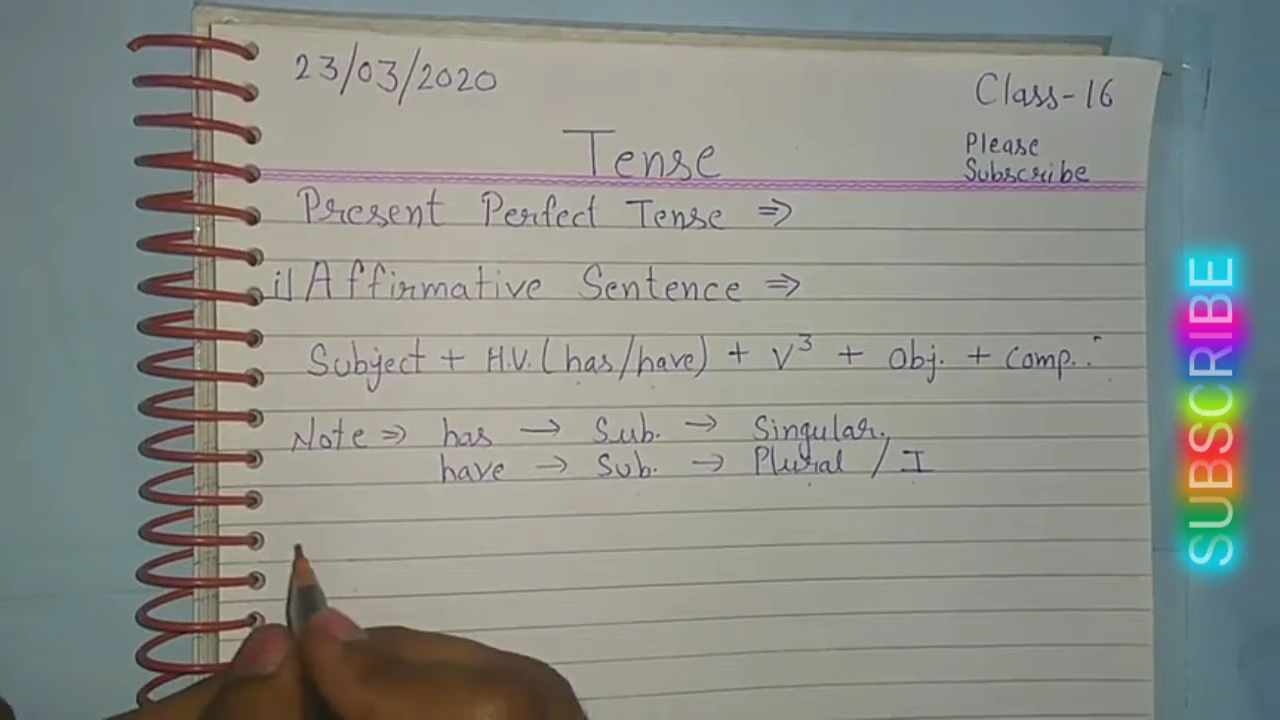 23/03/2020
Class-16
Tense
Please
Subscribe
Present Perfect Tense ⇒
i) Affirmative Sentence ⇒
Subject + H.V. (has/have) + V³ + Obj. + Comp..
Note ⇒ has → Sub. → Singular.
have → Sub. → Plural / I
SUBSCRIBE